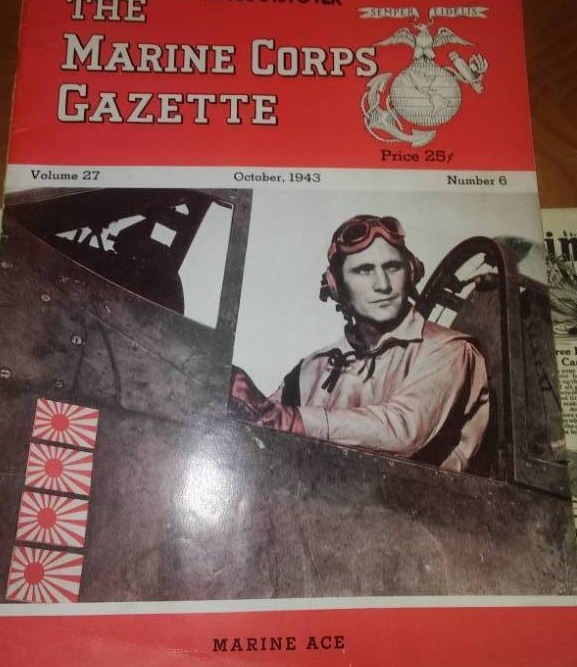 THE
MARINE CORPS
GAZETTE
SEMPER FIDELIS
Price 25¢
Volume 27
October, 1943
Number 6
MARINE ACE